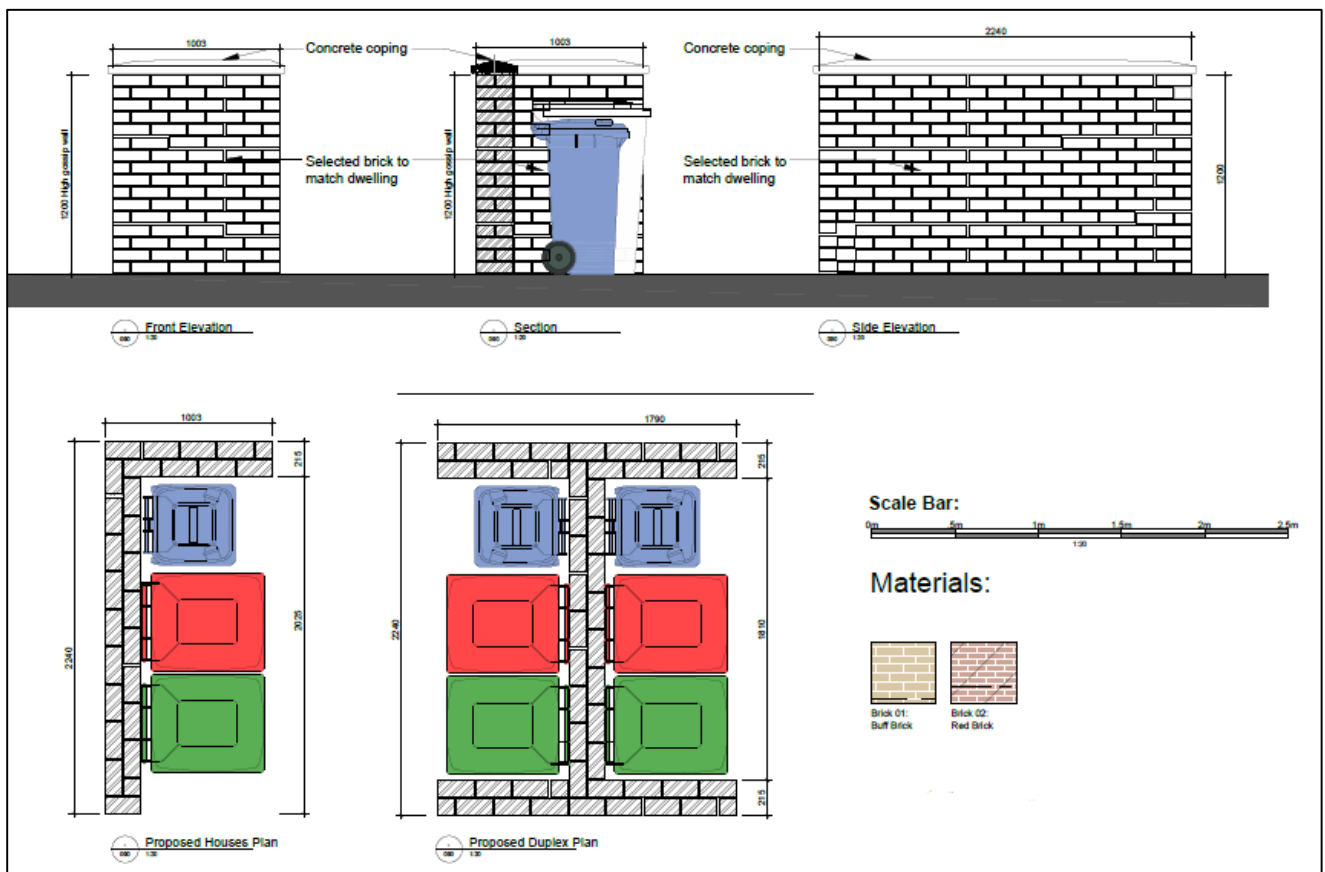 1003
Concrete coping
1003
Concrete coping
2240
1200 High gossip wall
Selected brick to
match dwelling
1200 High gossip wall
Selected brick to
match dwelling
1200
Front Elevation
1:20
Section
1:20
Side Elevation
1:20
1003
215
2240
2025
Proposed Houses Plan
1:20
1790
215
2240
1810
215
Proposed Duplex Plan
1:20
Scale Bar:
0m .5m 1m 1.5m 2m 2.5m
1:20
Materials:
Brick 01:
Buff Brick
Brick 02:
Red Brick